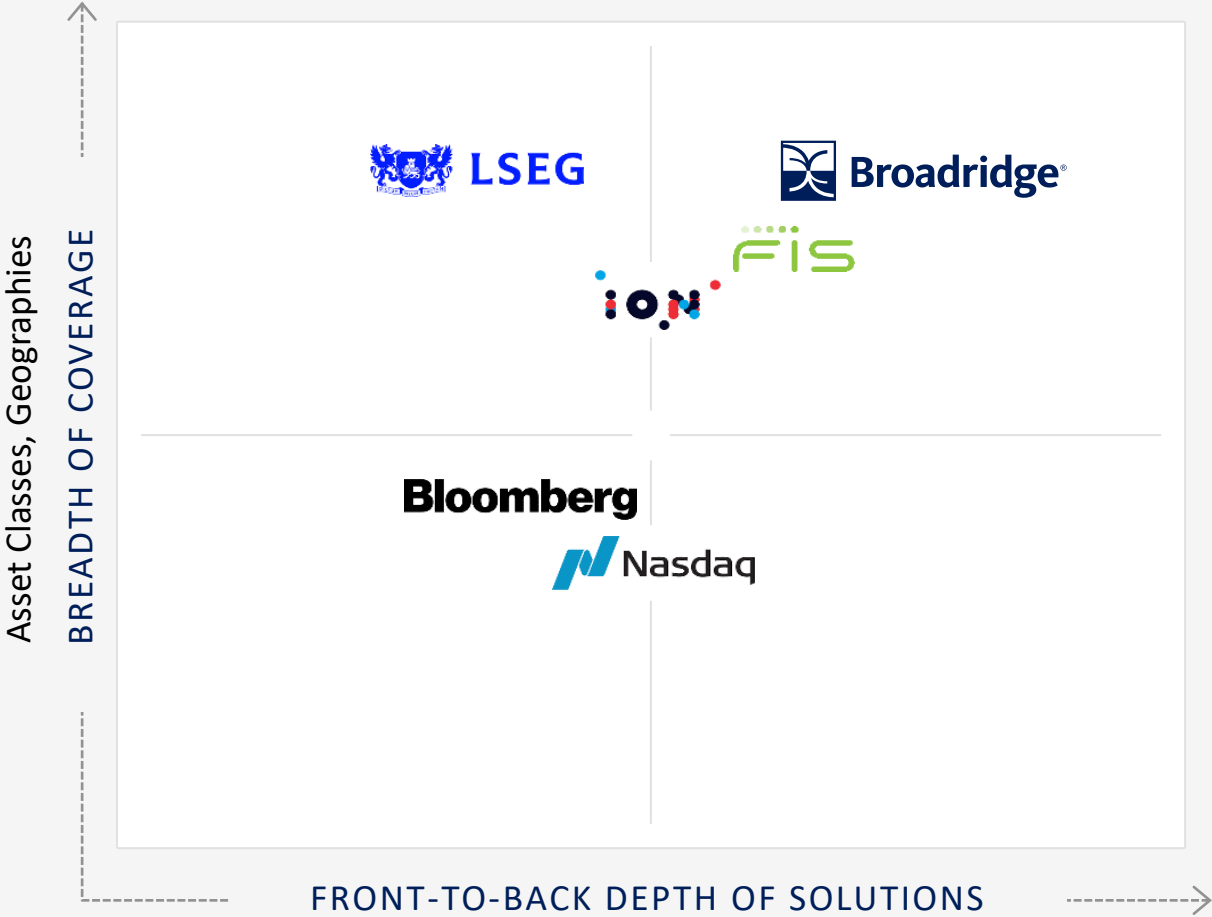 LSEG
Broadridge®
FIS
ION
Bloomberg
Nasdaq
Asset Classes, Geographies
BREADTH OF COVERAGE
FRONT-TO-BACK DEPTH OF SOLUTIONS